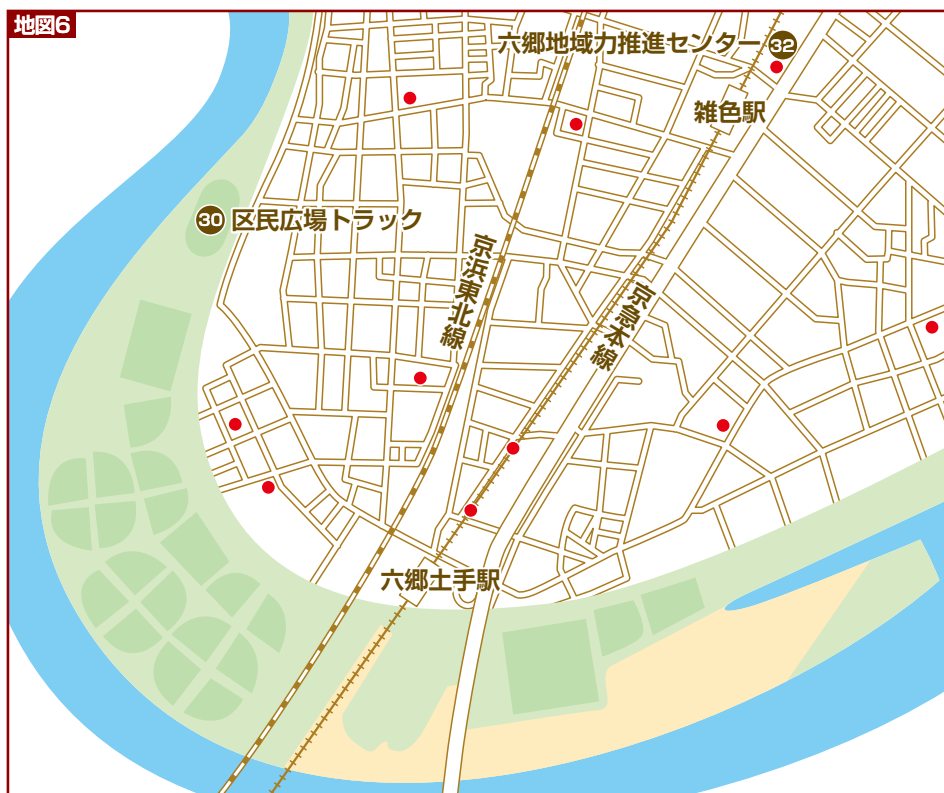 地図6
六郷地域力推進センター 32
雑色駅
30 区民広場トラック
京浜東北線
京急本線
六郷土手駅